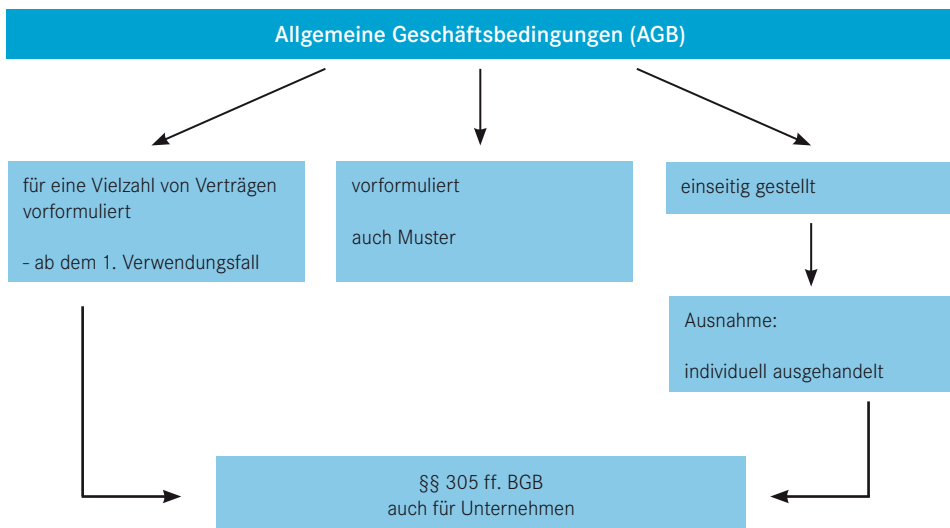 Allgemeine Geschäftsbedingungen (AGB)
für eine Vielzahl von Verträgen
vorformuliert
- ab dem 1. Verwendungsfall
vorformuliert
auch Muster
einseitig gestellt
Ausnahme:
individuell ausgehandelt
§§ 305 ff. BGB
auch für Unternehmen